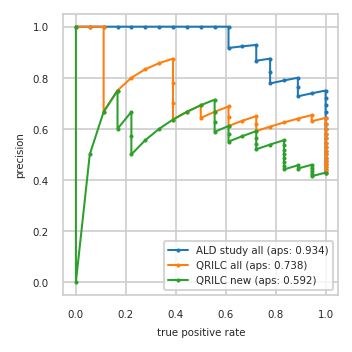 1.0
0.8
0.6
0.4
0.2
0.0
precision
ALD study all (aps: 0.934)
QRILC all (aps: 0.738)
QRILC new (aps: 0.592)
0.0 0.2 0.4 0.6 0.8 1.0
true positive rate